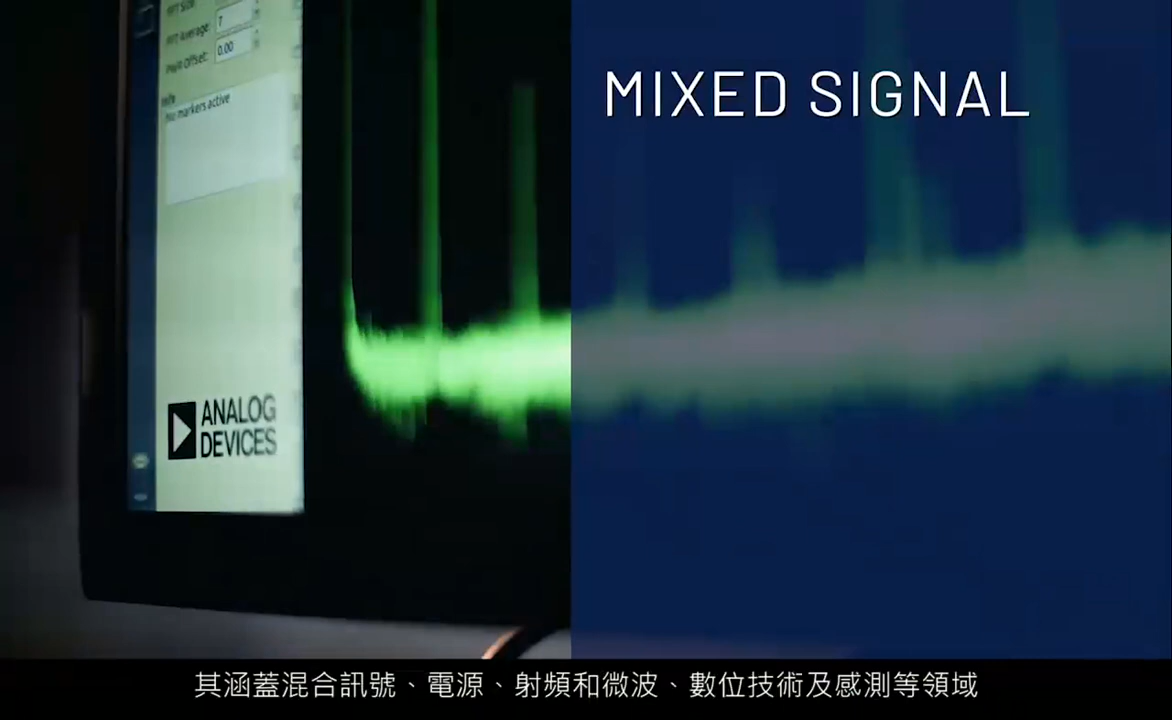 FFT Size
FFT Average: 7
0.00
Info
No markers active
ANALOG
DEVICES
MIXED SIGNAL
其涵蓋混合訊號、電源、射頻和微波、數位技術及感測等領域